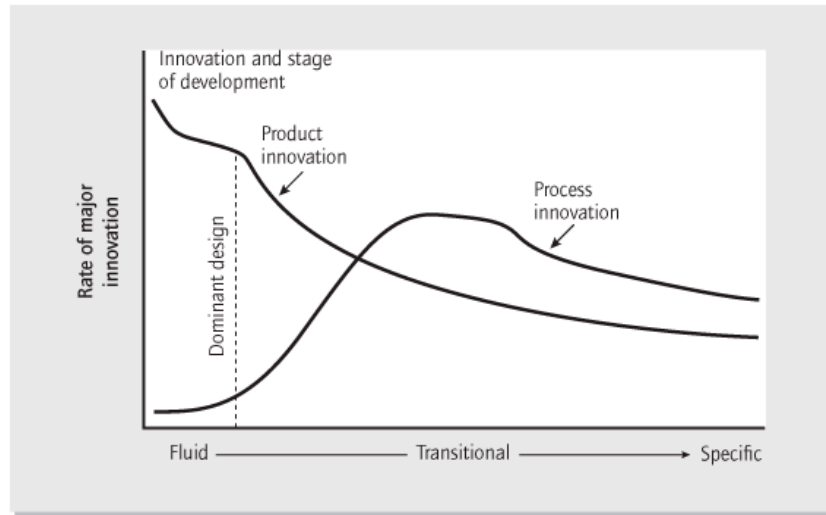 Innovation and stage
of development
Product
innovation
Process
innovation
Dominant design
Rate of major
innovation
Fluid
Transitional
Specific